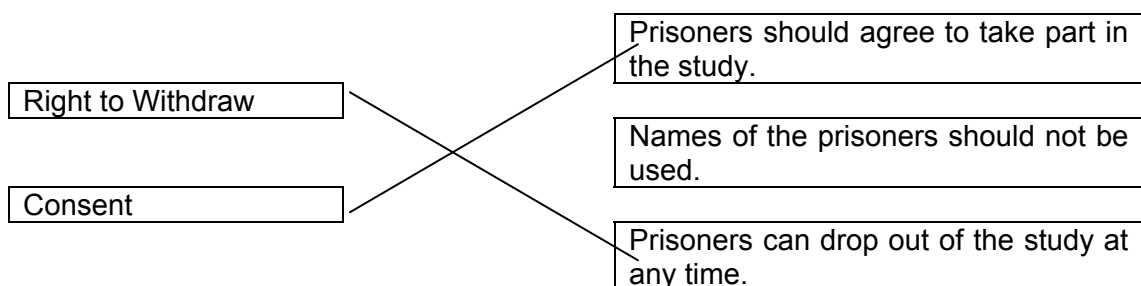 Prisoners should agree to take part in
the study.
Right to Withdraw
Names of the prisoners should not be
used.
Consent
Prisoners can drop out of the study at
any time.